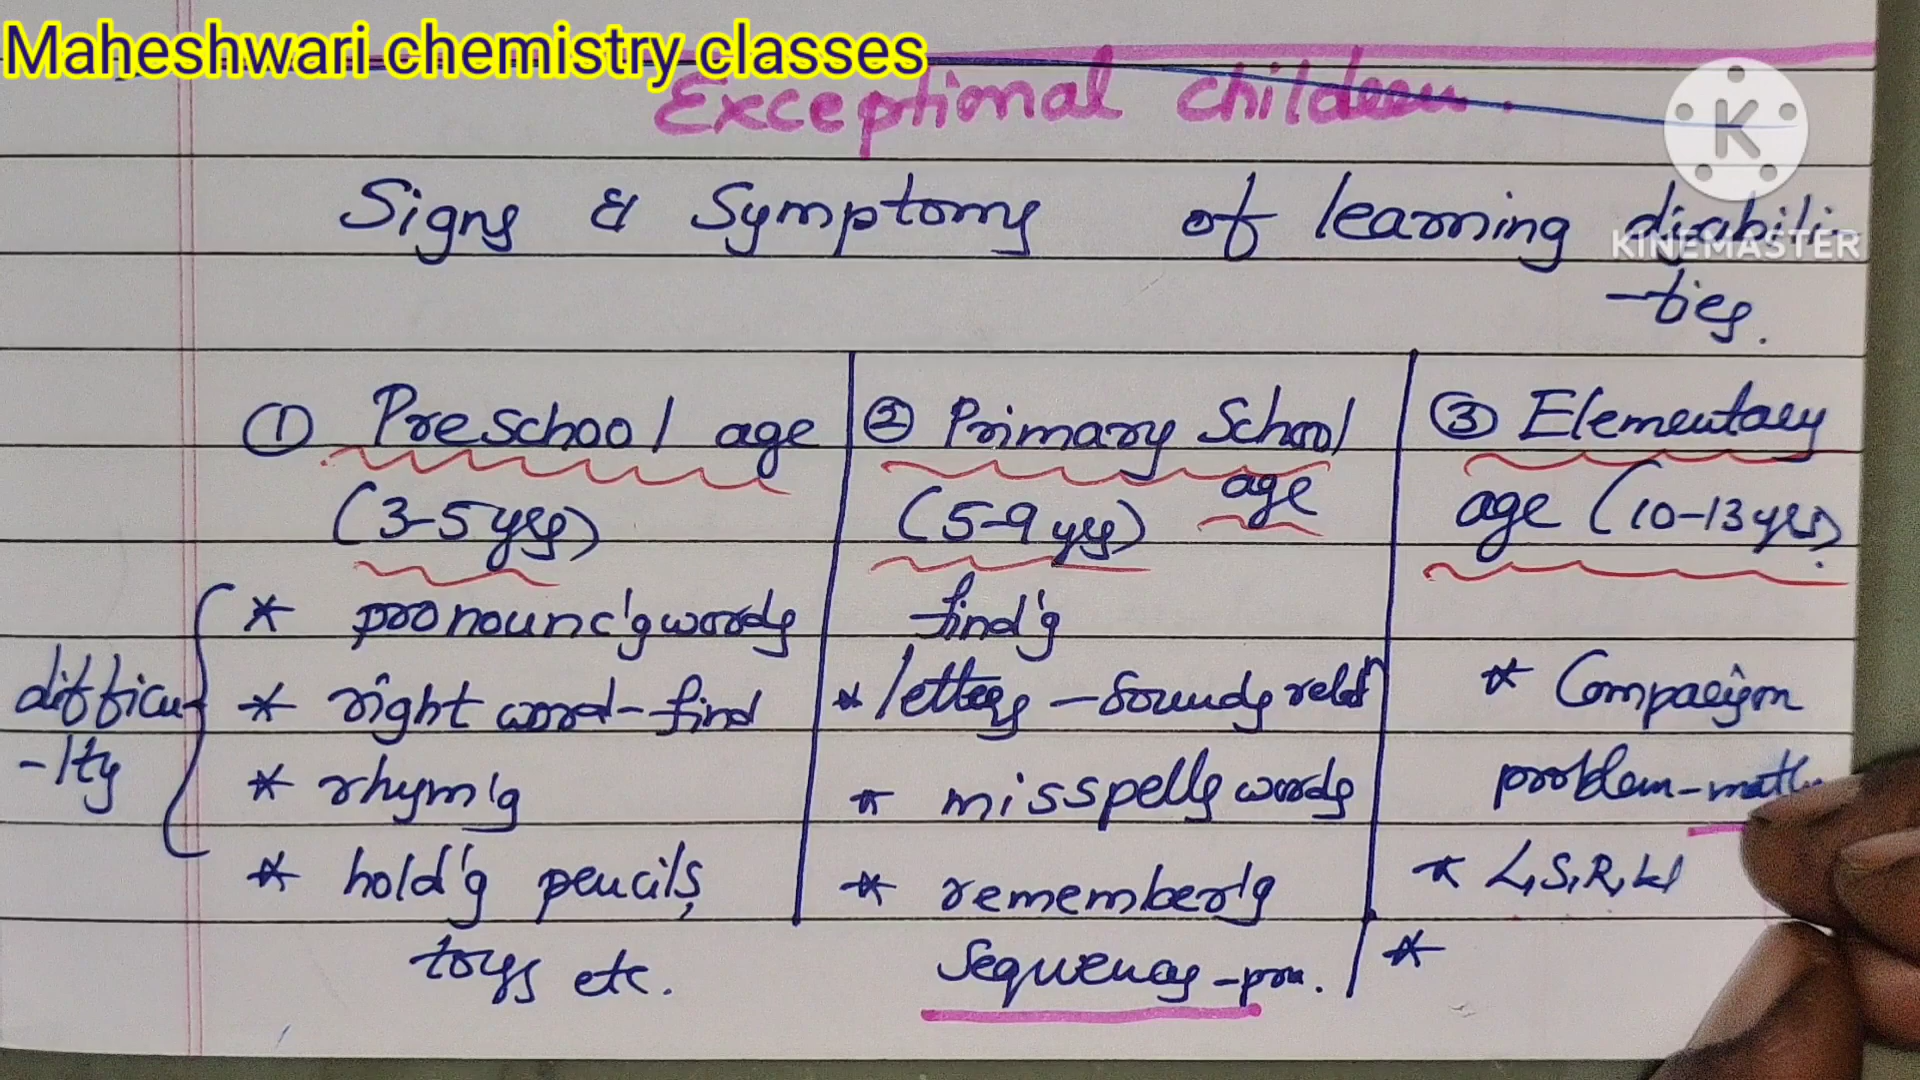 Maheshwari chemistry classes
Exceptional children.
K
KINEMASTER
Signs & Symptoms of learning disabili-
-ties.
① Preschool age
(3-5 yrs)
difficu-
-lty
* pronounc'g words
* right word-find
* rhym'g
* hold'g pencils,
toys etc.
② Primary School
age
(5-9 yrs)
find'g
* letters-sounds relaⁿ
* misspells words
* remember'g
Sequences-pro.
③ Elementary
age (10-13 yrs)
* Comparison
problem-maths
* L,S,R,W
*